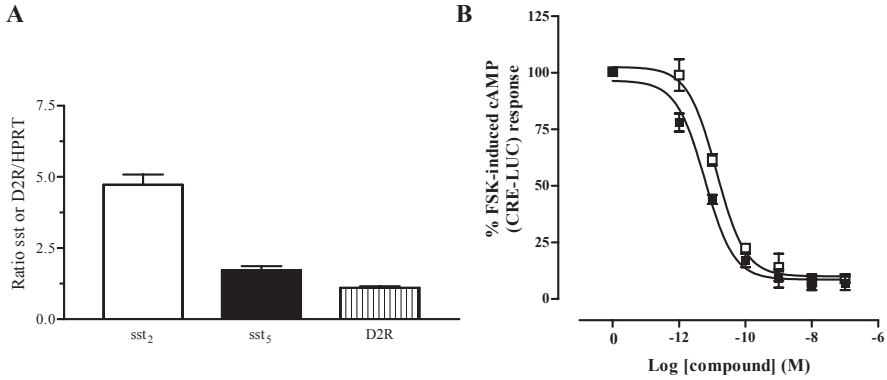 A
Ratio sst or D2R/HPRT
7.5
5.0
2.5
0.0
sst₂
sst₅
D2R
B
% FSK-induced cAMP
(CRE-LUC) response
125
100
75
50
25
0
0
-12
-10
-8
-6
Log [compound] (M)